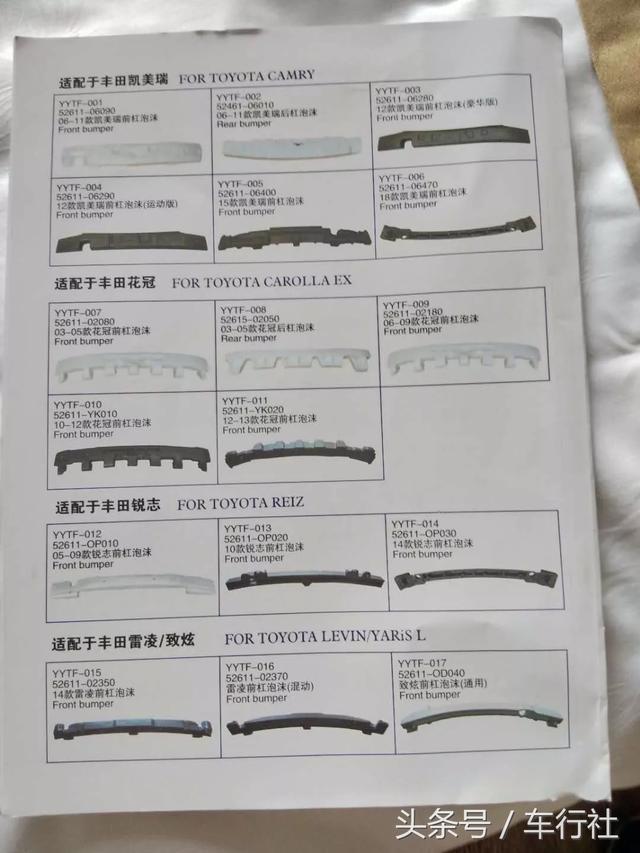 适配于丰田凯美瑞 FOR TOYOTA CAMRY
YYTF-001
52611-06090
06-11款凯美瑞前杠泡沫
Front bumper
YYTF-002
52461-06010
06-11款凯美瑞后杠泡沫
Rear bumper
YYTF-003
52611-06280
12款凯美瑞前杠泡沫(豪华版)
Front bumper
YYTF-004
52611-06290
12款凯美瑞前杠泡沫(运动版)
Front bumper
YYTF-005
52611-06400
15款凯美瑞前杠泡沫
Front bumper
YYTF-006
52611-06470
18款凯美瑞前杠泡沫
Front bumper
适配于丰田花冠 FOR TOYOTA CAROLLA EX
YYTF-007
52611-02080
03-05款花冠前杠泡沫
Front bumper
YYTF-008
52615-02050
03-05款花冠后杠泡沫
Rear bumper
YYTF-009
52611-02180
06-09款花冠前杠泡沫
Front bumper
YYTF-010
52611-YK010
10-12款花冠前杠泡沫
Front bumper
YYTF-011
52611-YK020
12-13款花冠前杠泡沫
Front bumper
适配于丰田锐志 FOR TOYOTA REIZ
YYTF-012
52611-OP010
05-09款锐志前杠泡沫
Front bumper
YYTF-013
52611-OP020
10款锐志前杠泡沫
Front bumper
YYTF-014
52611-OP030
14款锐志前杠泡沫
Front bumper
适配于丰田雷凌/致炫 FOR TOYOTA LEVIN/YARiS L
YYTF-015
52611-02350
14款雷凌前杠泡沫
Front bumper
YYTF-016
52611-02370
雷凌前杠泡沫(混动)
Front bumper
YYTF-017
52611-OD040
致炫前杠泡沫(通用)
Front bumper
头条号 / 车行社